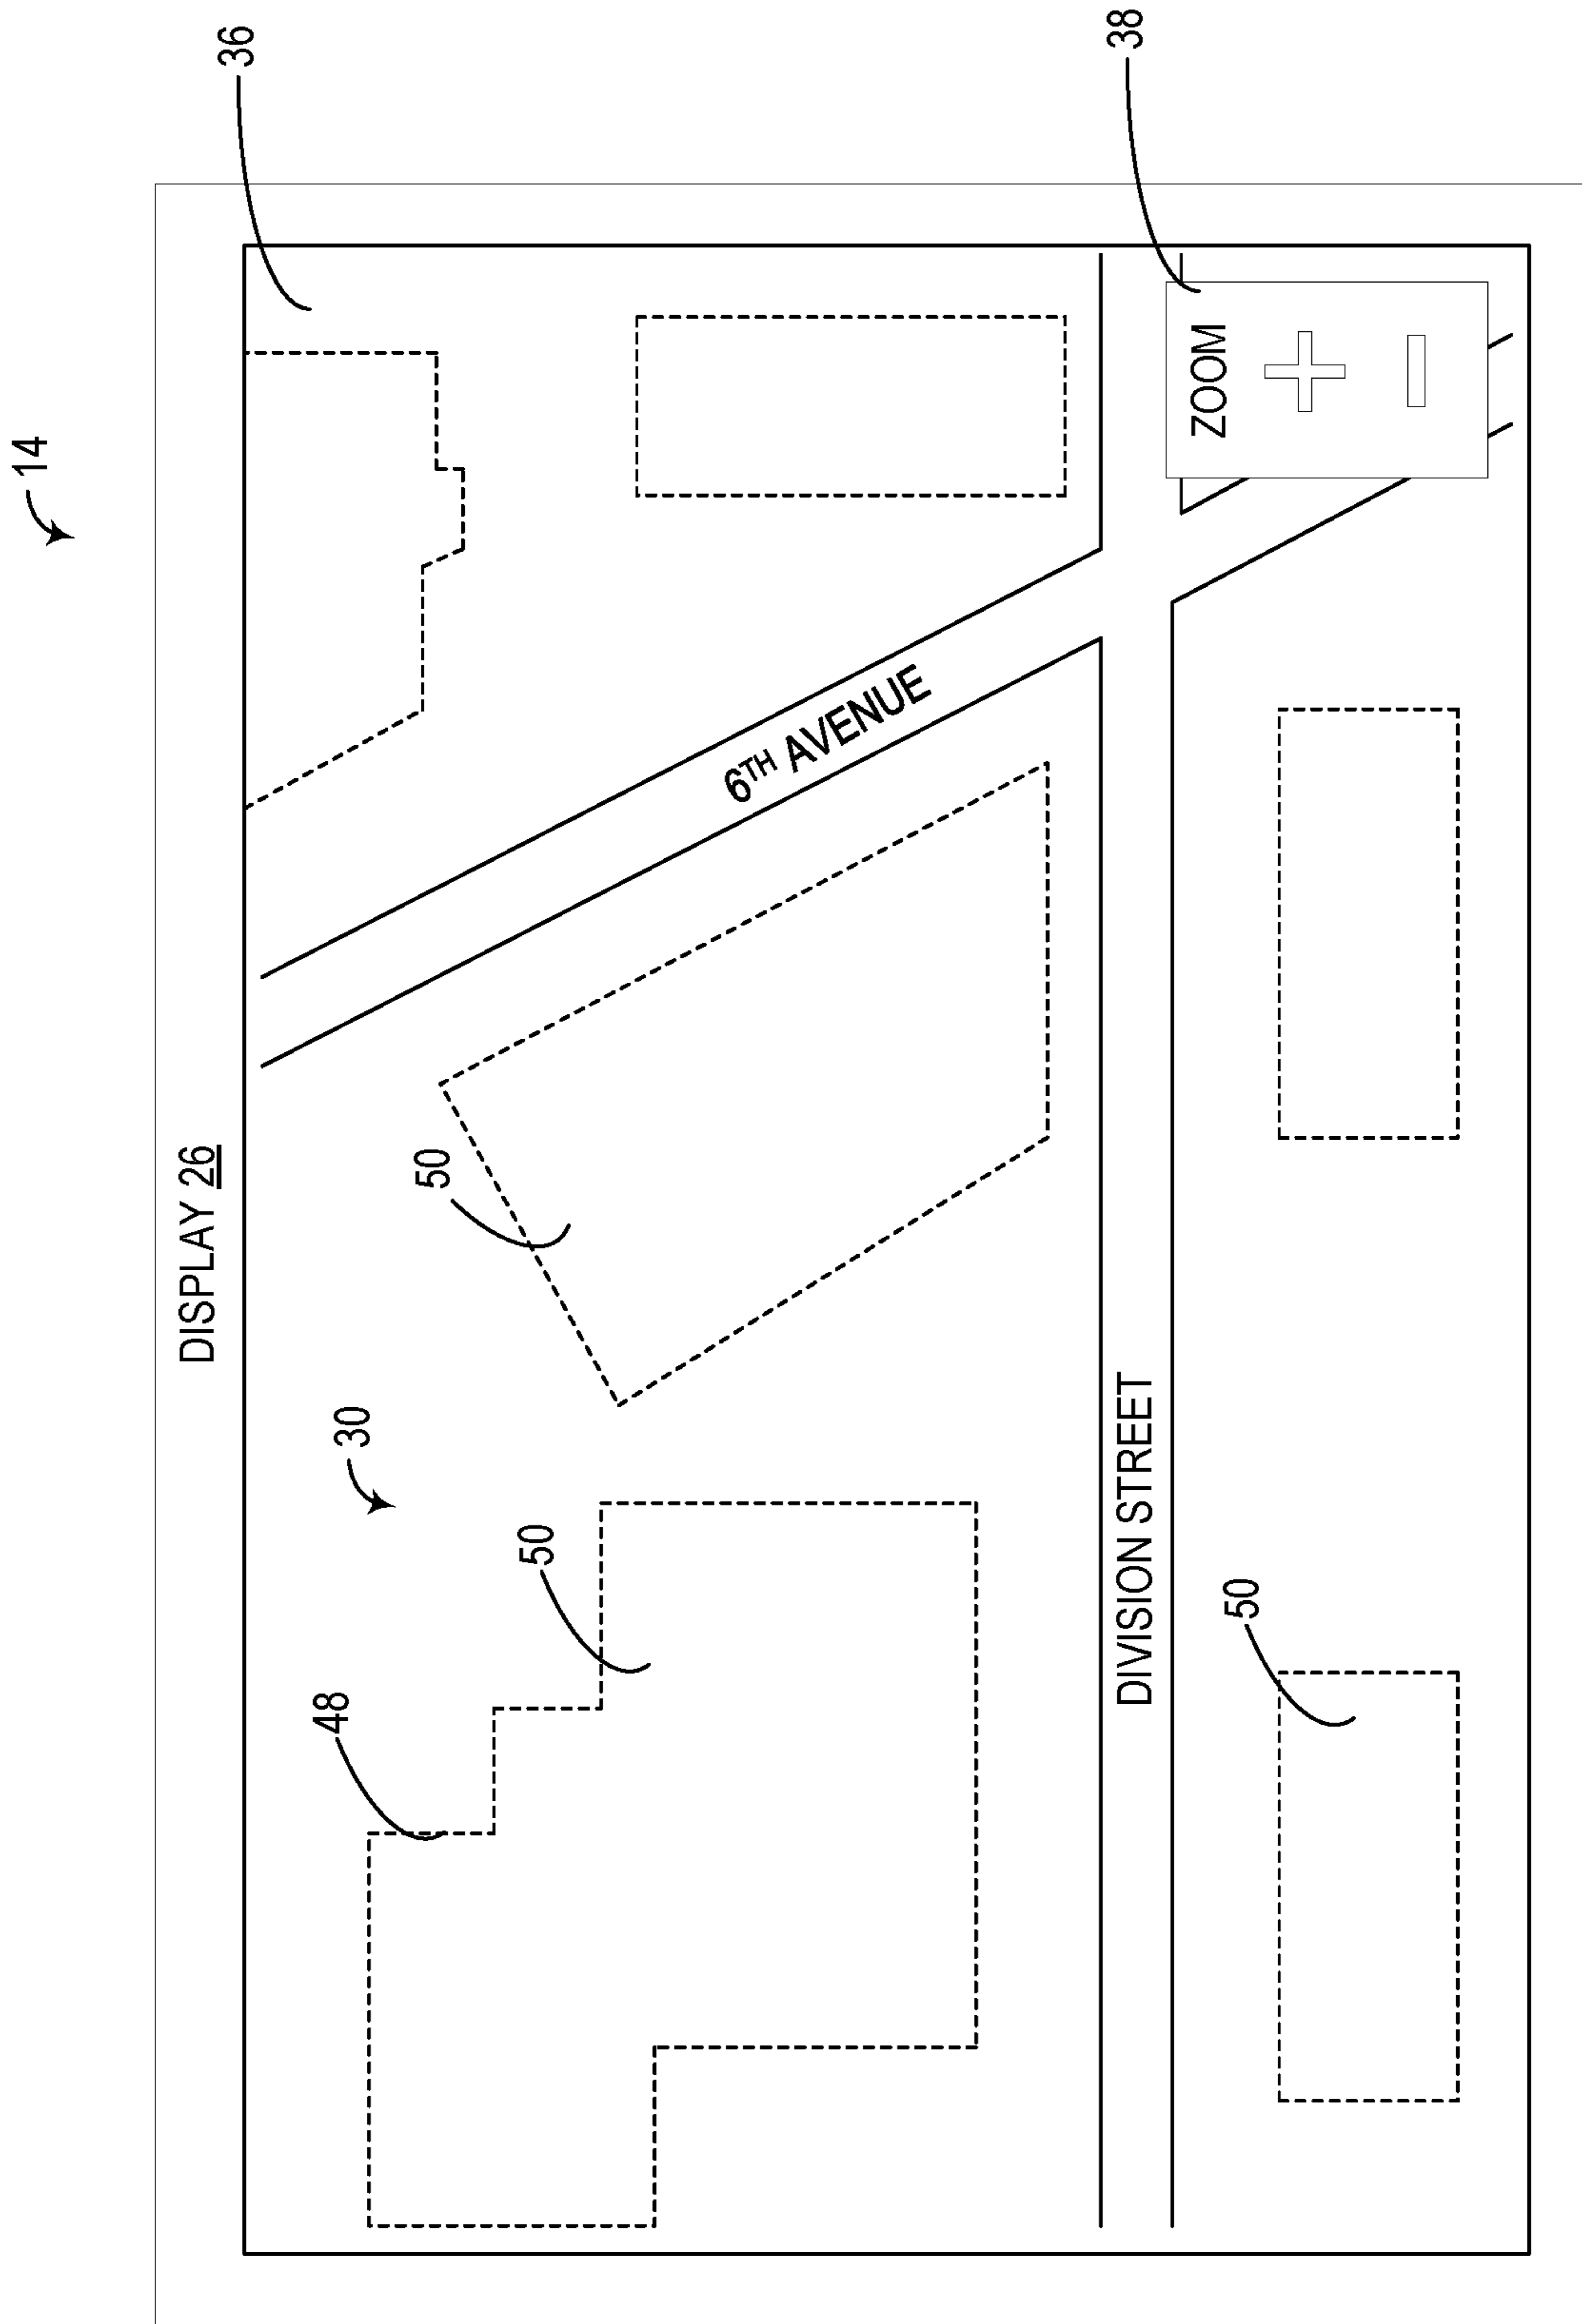 14
DISPLAY 26
36
30
48
50
50
6TH AVENUE
DIVISION STREET
38
ZOOM
50